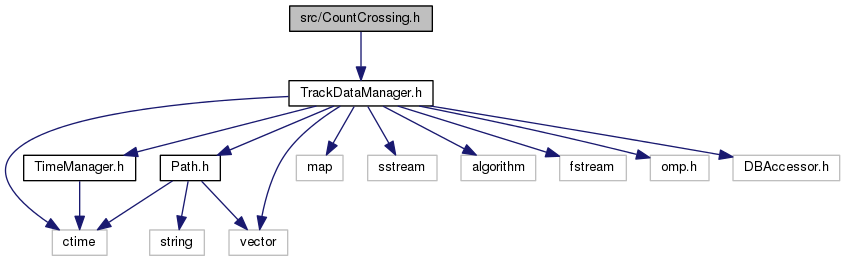 src/CountCrossing.h
TrackDataManager.h
TimeManager.h
Path.h
map
sstream
algorithm
fstream
omp.h
DBAccessor.h
ctime
string
vector